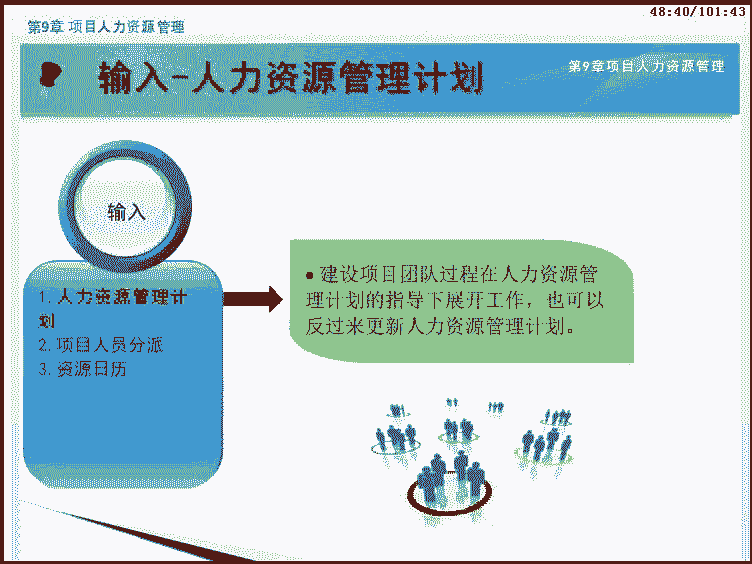 48:40/101:43
第9章 项目人力资源管理
输入-人力资源管理计划
第9章项目人力资源管理
输入
1. 人力资源管理计
划
2. 项目人员分派
3. 资源日历
• 建设项目团队过程在人力资源管
理计划的指导下展开工作，也可以
反过来更新人力资源管理计划。